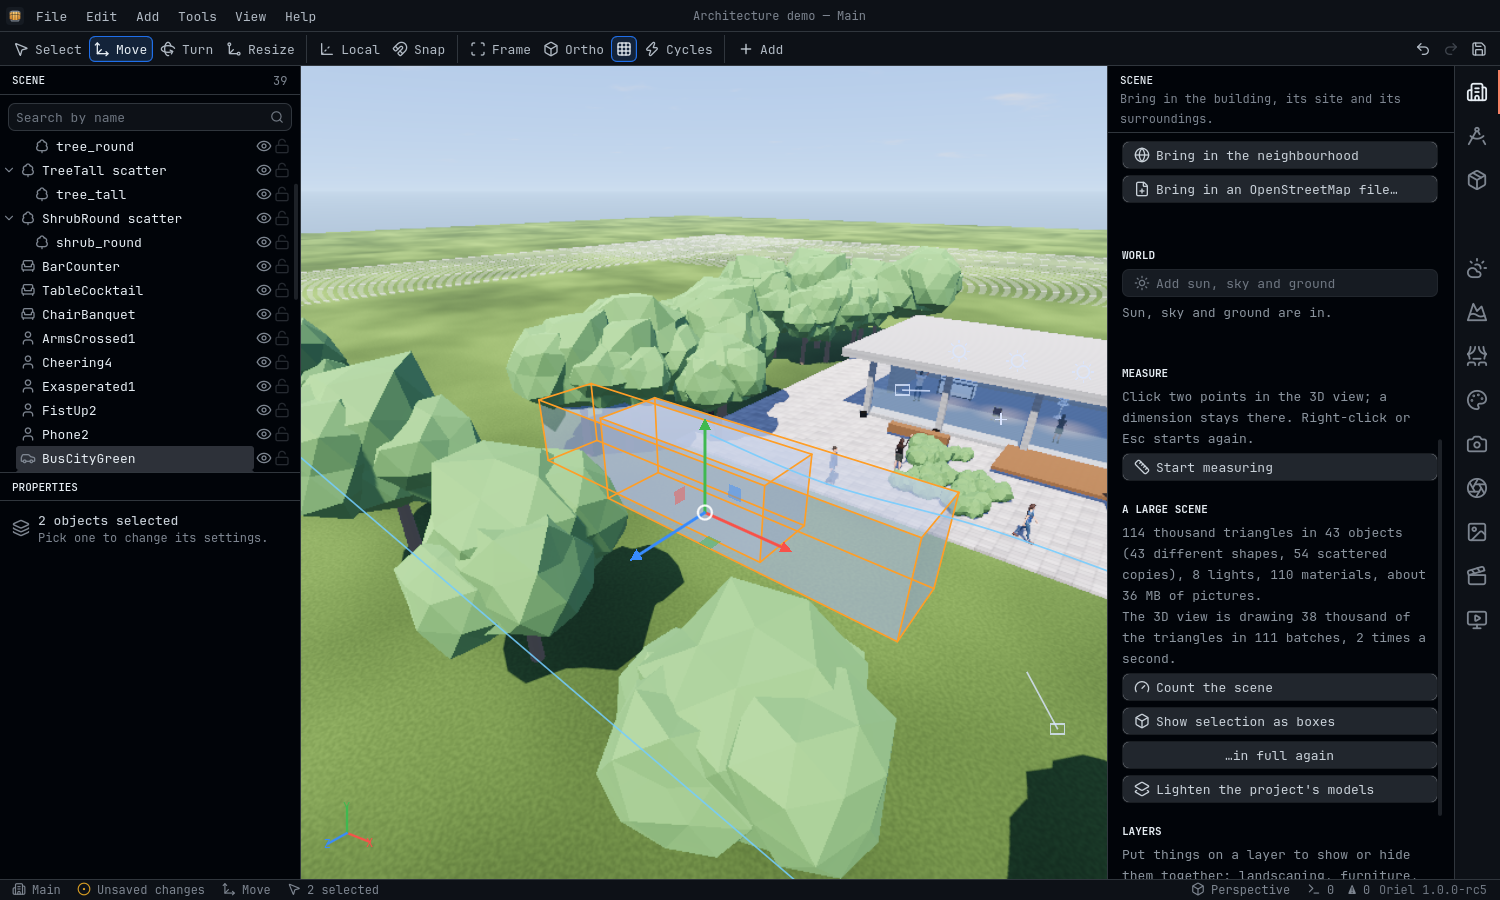 File Edit Add Tools View Help
Architecture demo — Main
Select Move Turn Resize Local Snap Frame Ortho Cycles Add
SCENE 39
Search by name
tree_round
TreeTall scatter
tree_tall
ShrubRound scatter
shrub_round
BarCounter
TableCocktail
ChairBanquet
ArmsCrossed1
Cheering4
Exasperated1
FistUp2
Phone2
BusCityGreen
PROPERTIES
2 objects selected
Pick one to change its settings.
SCENE
Bring in the building, its site and its
surroundings.
Bring in the neighbourhood
Bring in an OpenStreetMap file…
WORLD
Add sun, sky and ground
Sun, sky and ground are in.
MEASURE
Click two points in the 3D view; a
dimension stays there. Right-click or
Esc starts again.
Start measuring
A LARGE SCENE
114 thousand triangles in 43 objects
(43 different shapes, 54 scattered
copies), 8 lights, 110 materials, about
36 MB of pictures.
The 3D view is drawing 38 thousand of
the triangles in 111 batches, 2 times a
second.
Count the scene
Show selection as boxes
…in full again
Lighten the project's models
LAYERS
Put things on a layer to show or hide
them together: landscaping, furniture,
Main Unsaved changes Move 2 selected
Perspective 0 0 Oriel 1.0.0-rc5